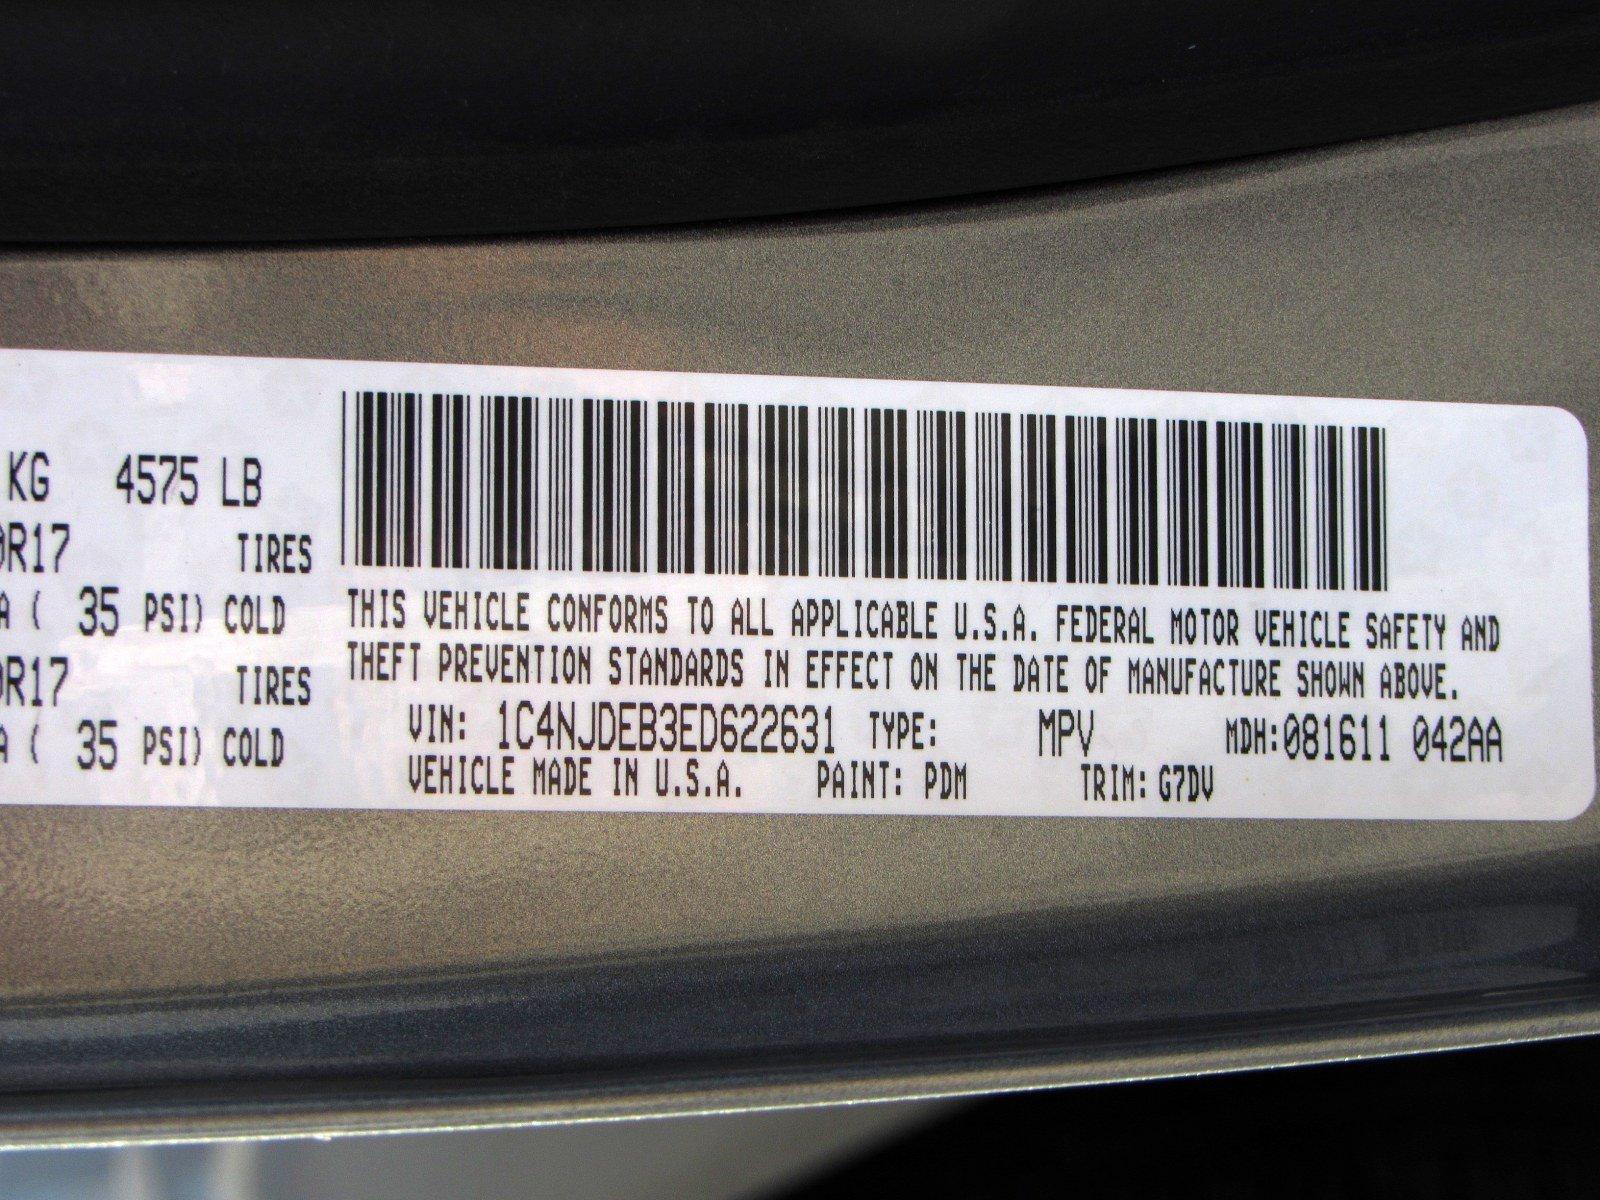 KG 4575 LB
0R17 TIRES
A ( 35 PSI) COLD
0R17 TIRES
A ( 35 PSI) COLD
THIS VEHICLE CONFORMS TO ALL APPLICABLE U.S.A. FEDERAL MOTOR VEHICLE SAFETY AND
THEFT PREVENTION STANDARDS IN EFFECT ON THE DATE OF MANUFACTURE SHOWN ABOVE.
VIN: 1C4NJDEB3ED622631 TYPE: MPV MDH:081611 042AA
VEHICLE MADE IN U.S.A. PAINT: PDM TRIM: G7DV